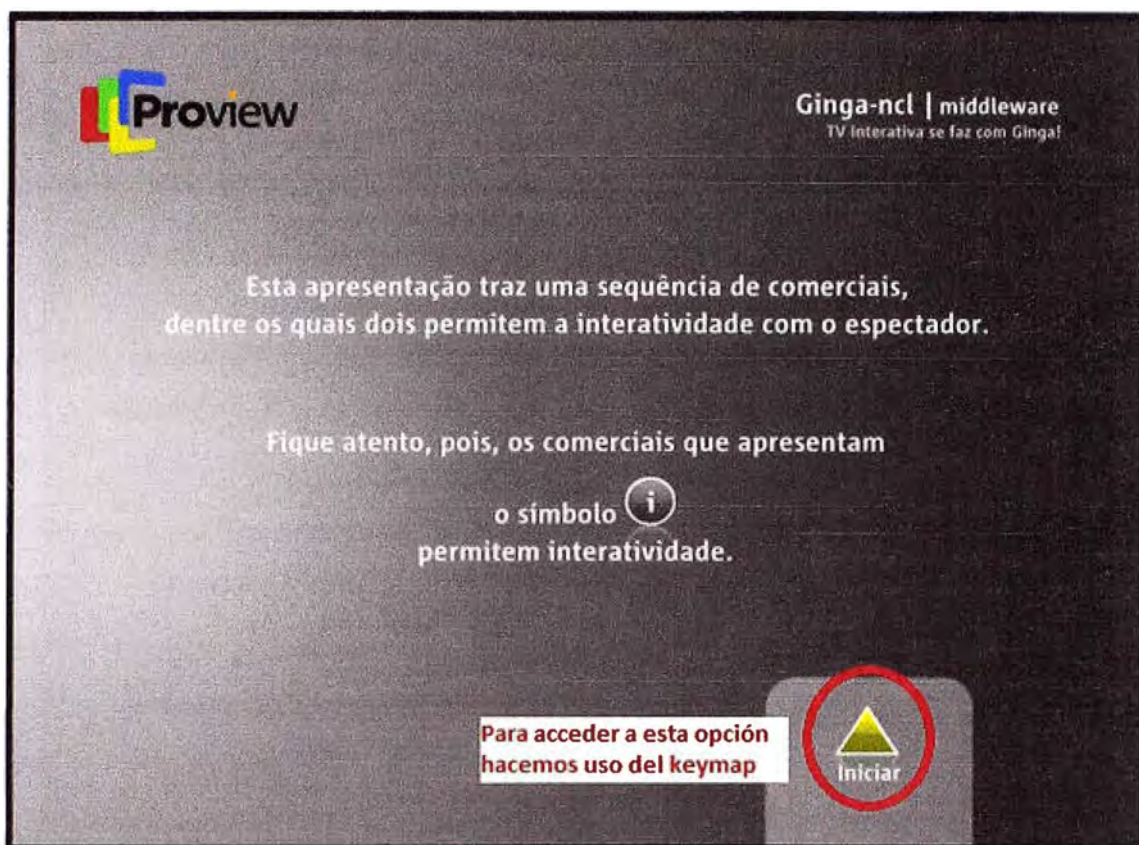 Proview
Ginga-ncl | middleware
TV Interativa se faz com Ginga!
Esta apresentação traz uma sequência de comerciais,
dentre os quais dois permitem a interatividade com o espectador.
Fique atento, pois, os comerciais que apresentam
o símbolo i
permitem interatividade.
Para acceder a esta opción
hacemos uso del keymap
Iniciar